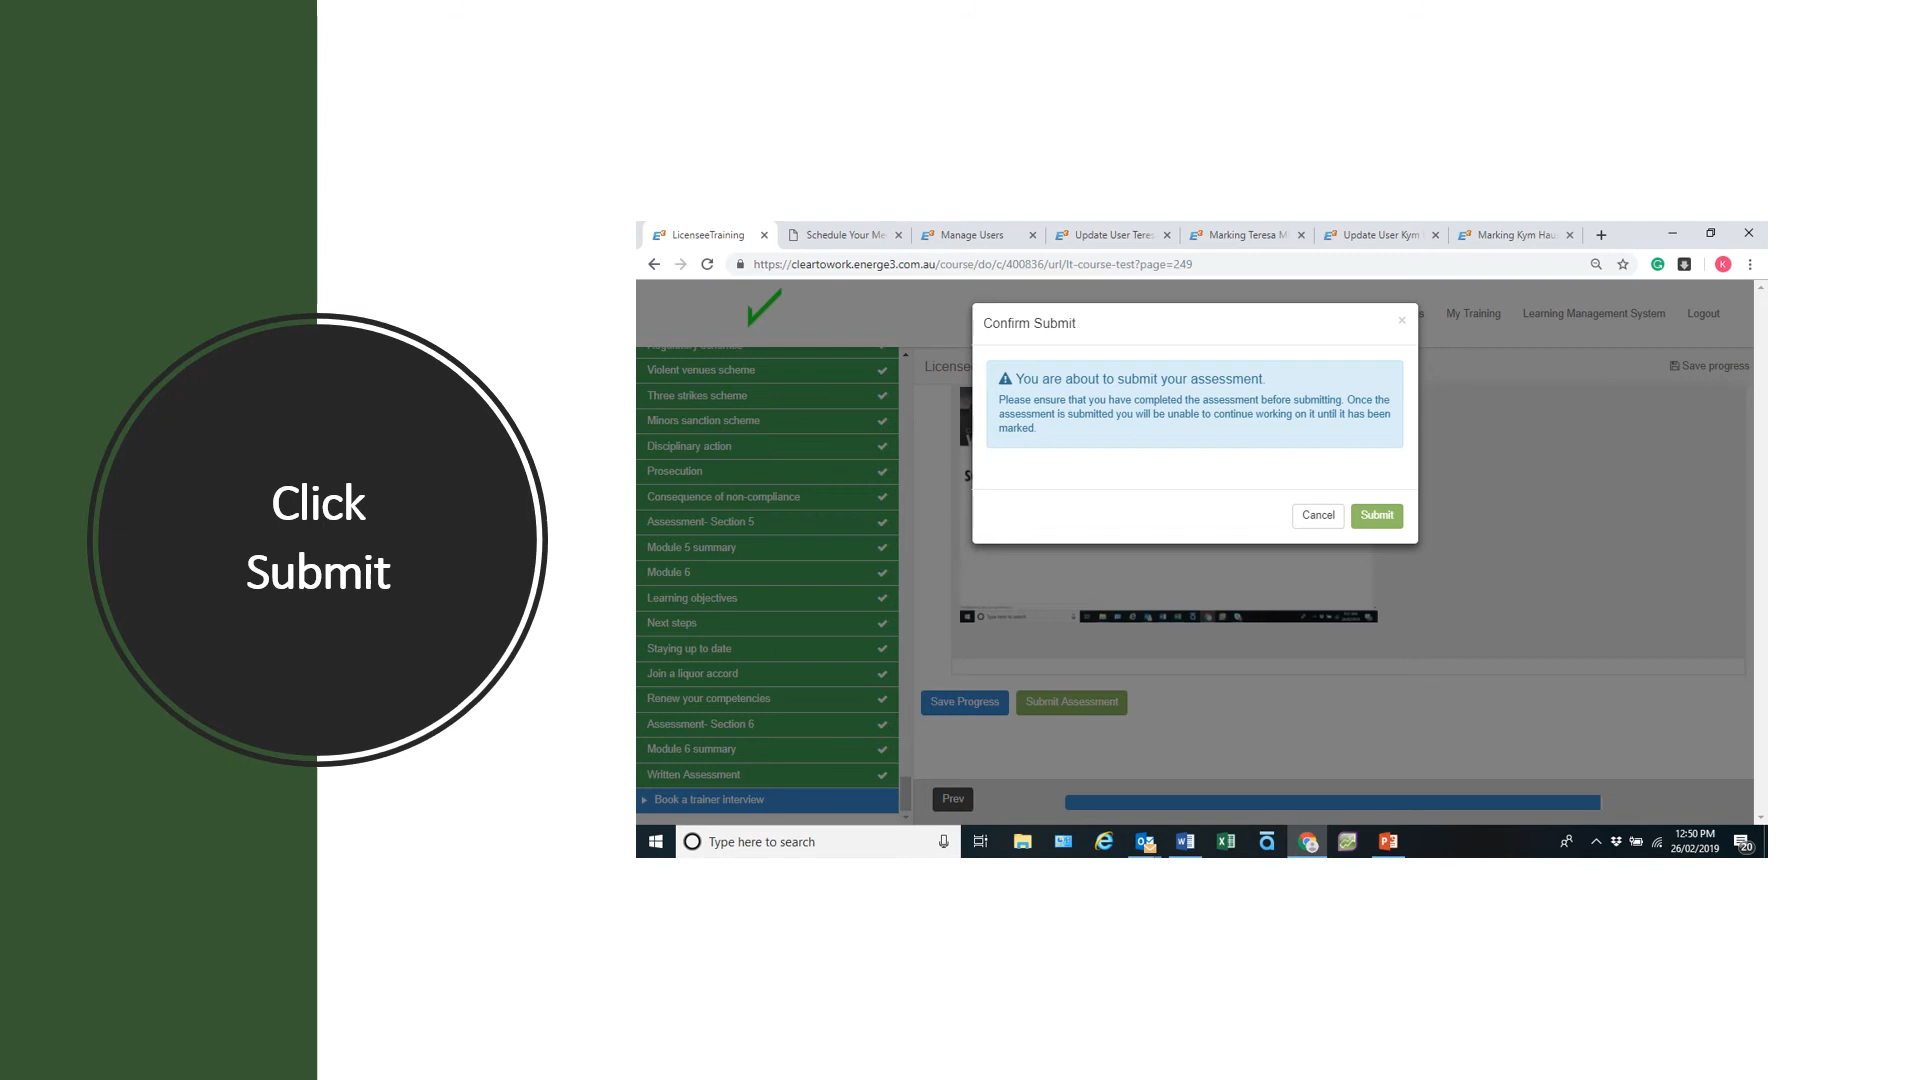 Click
Submit
LicenseeTraining
Schedule Your Me
Manage Users
Update User Teres
Marking Teresa M
Update User Kym
Marking Kym Hau
https://cleartowork.energe3.com.au/course/do/c/400836/url/lt-course-test?page=249
K
My Training
Learning Management System
Logout
Confirm Submit
You are about to submit your assessment.
Please ensure that you have completed the assessment before submitting. Once the
assessment is submitted you will be unable to continue working on it until it has been
marked.
Cancel
Submit
License
Save progress
Violent venues scheme
Three strikes scheme
Minors sanction scheme
Disciplinary action
Prosecution
Consequence of non-compliance
Assessment- Section 5
Module 5 summary
Module 6
Learning objectives
Next steps
Staying up to date
Join a liquor accord
Renew your competencies
Assessment- Section 6
Module 6 summary
Written Assessment
Book a trainer interview
Save Progress
Submit Assessment
Prev
Type here to search
12:50 PM
26/02/2019
20